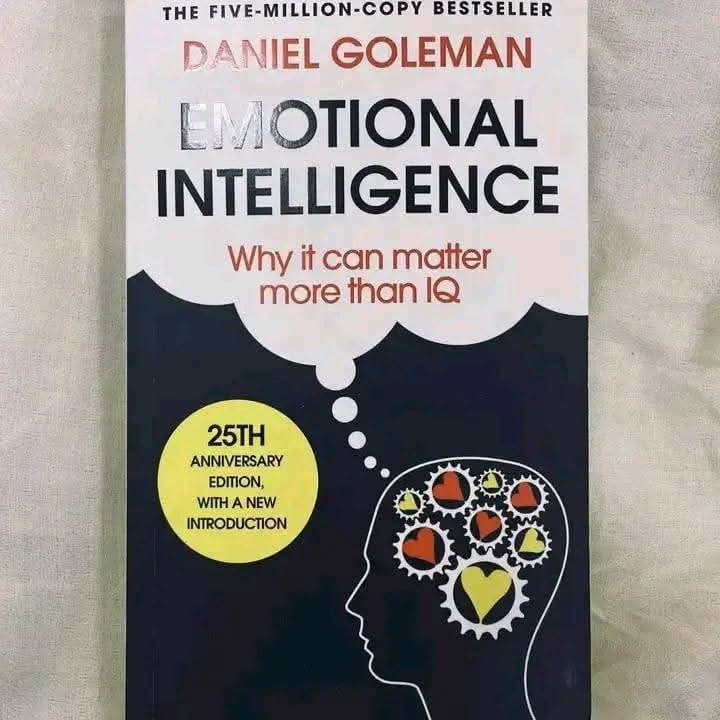 THE FIVE-MILLION-COPY BESTSELLER
DANIEL GOLEMAN
EMOTIONAL
INTELLIGENCE
Why it can matter
more than IQ
25TH
ANNIVERSARY
EDITION,
WITH A NEW
INTRODUCTION